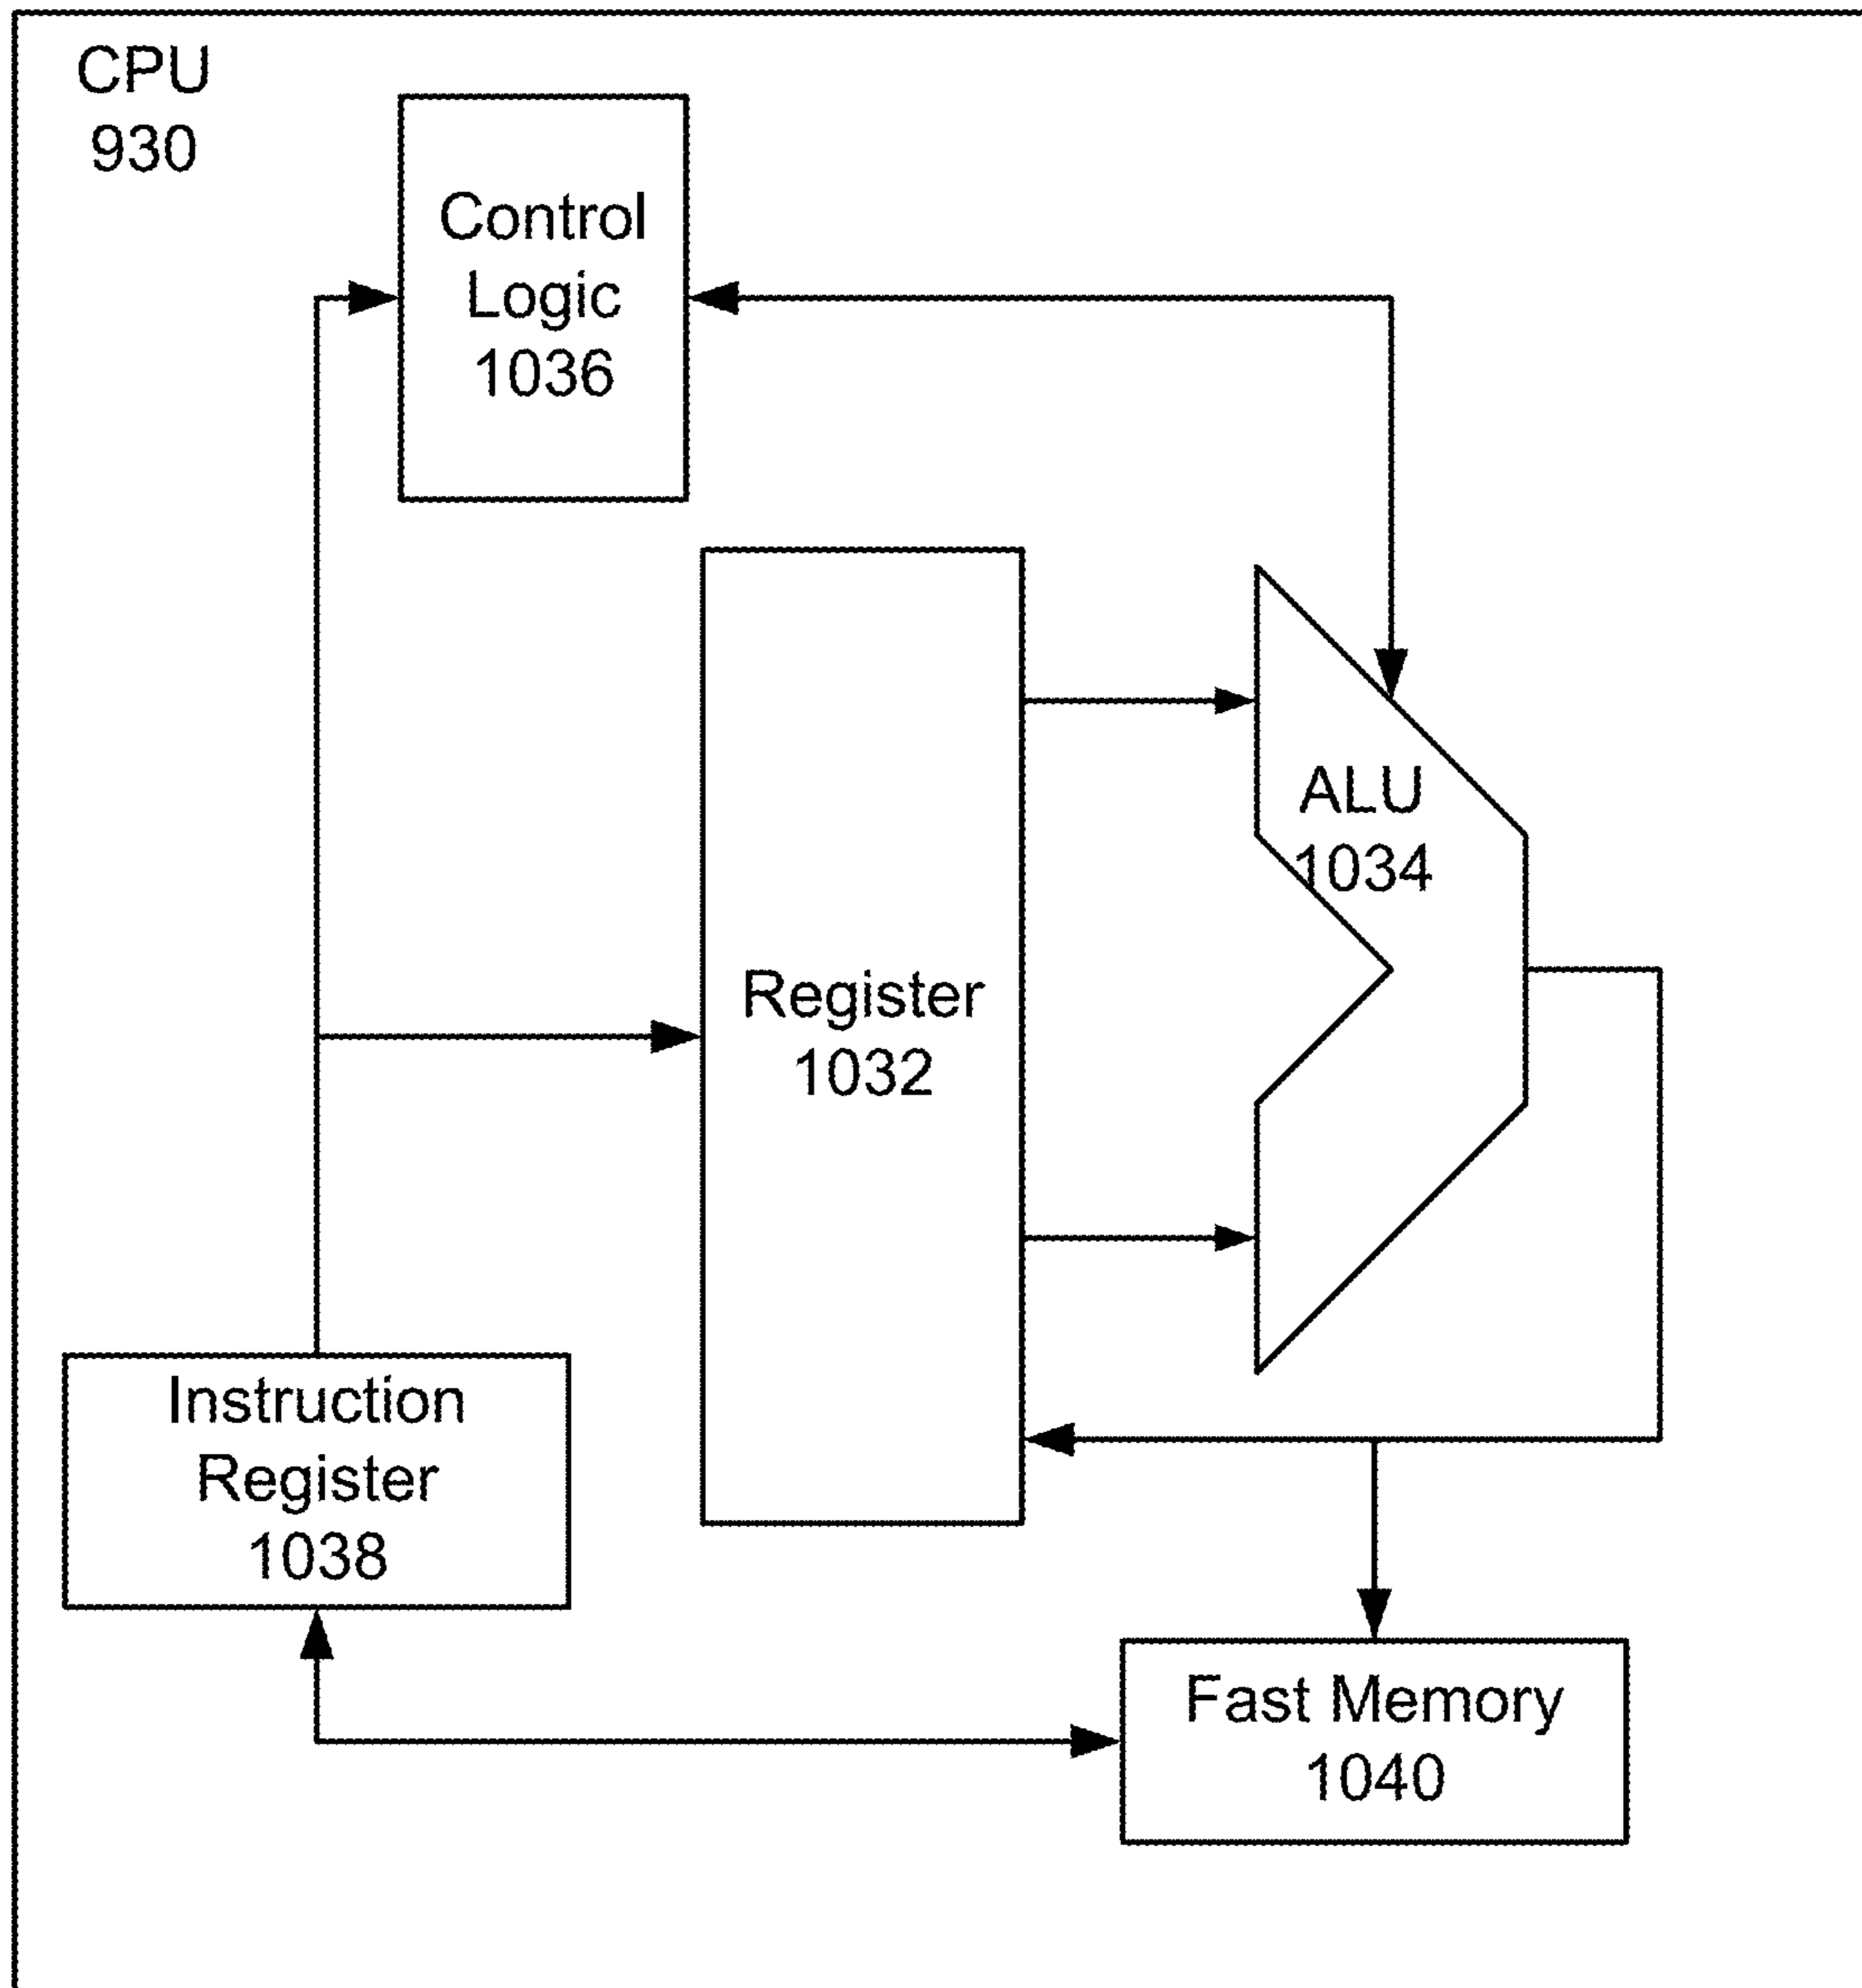 CPU
930
Control
Logic
1036
ALU
1034
Register
1032
Instruction
Register
1038
Fast Memory
1040